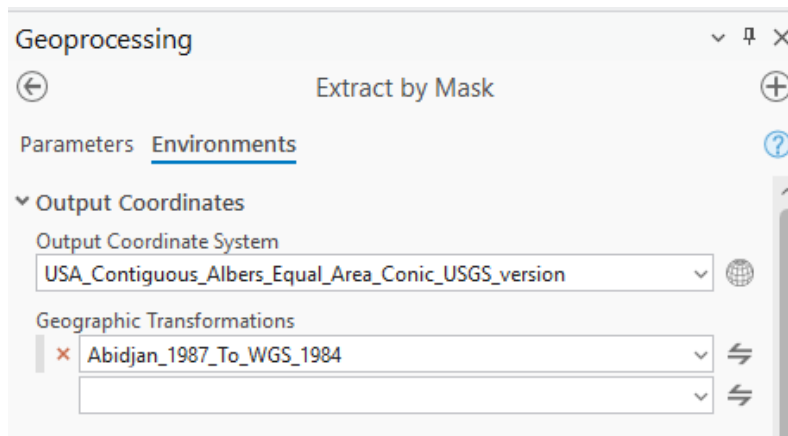 Geoprocessing
Extract by Mask
Parameters Environments
Output Coordinates
Output Coordinate System
USA_Contiguous_Albers_Equal_Area_Conic_USGS_version
Geographic Transformations
Abidjan_1987_To_WGS_1984